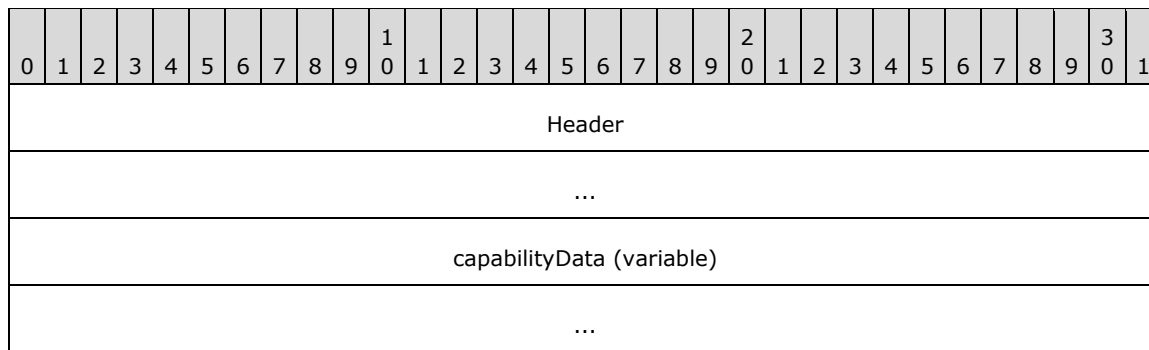 1 2 3
0 1 2 3 4 5 6 7 8 9 0 1 2 3 4 5 6 7 8 9 0 1 2 3 4 5 6 7 8 9 0 1
Header
...
capabilityData (variable)
...